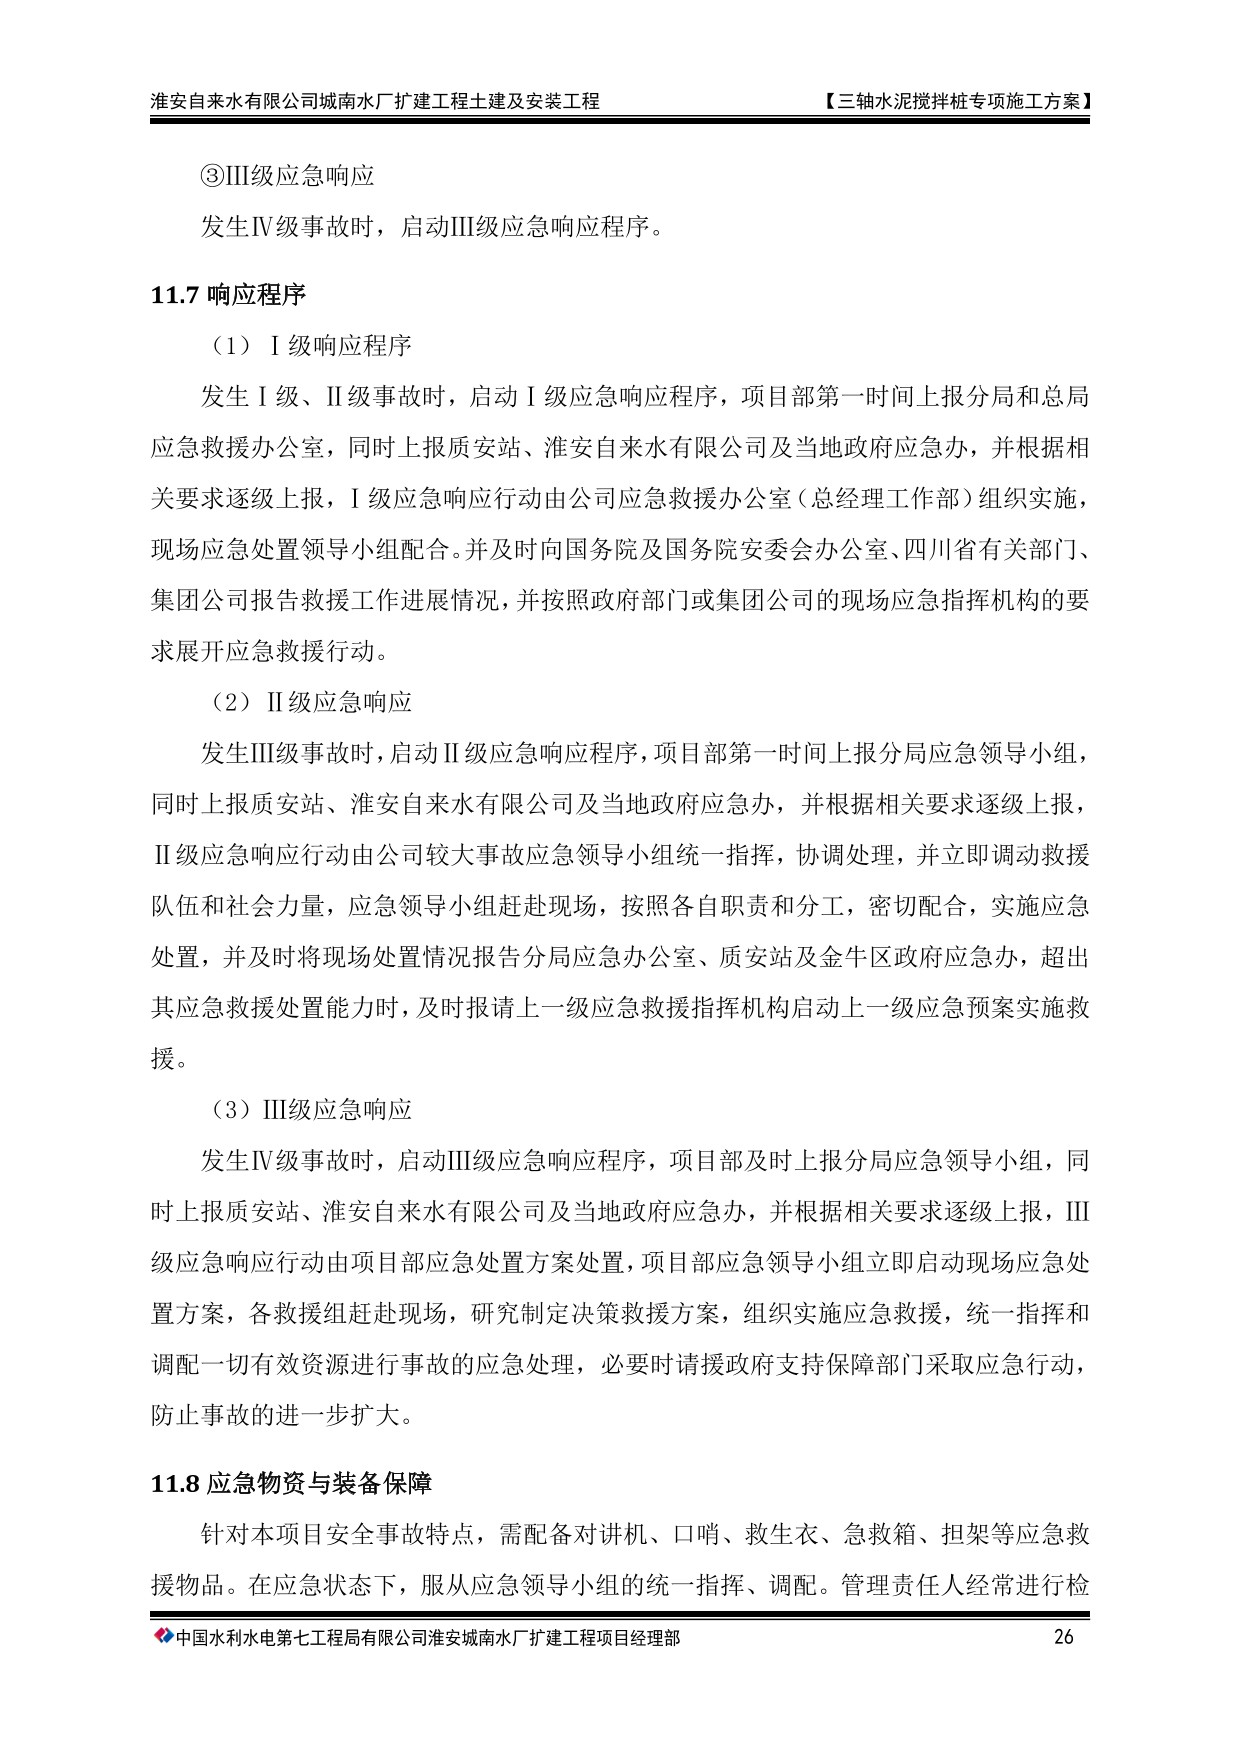 淮安自来水有限公司城南水厂扩建工程土建及安装工程 【三轴水泥搅拌桩专项施工方案】
③Ⅲ级应急响应
发生Ⅳ级事故时，启动Ⅲ级应急响应程序。
11.7 响应程序
（1）Ⅰ级响应程序
发生Ⅰ级、Ⅱ级事故时，启动Ⅰ级应急响应程序，项目部第一时间上报分局和总局
应急救援办公室，同时上报质安站、淮安自来水有限公司及当地政府应急办，并根据相
关要求逐级上报，Ⅰ级应急响应行动由公司应急救援办公室（总经理工作部）组织实施，
现场应急处置领导小组配合。并及时向国务院及国务院安委会办公室、四川省有关部门、
集团公司报告救援工作进展情况，并按照政府部门或集团公司的现场应急指挥机构的要
求展开应急救援行动。
（2）Ⅱ级应急响应
发生Ⅲ级事故时，启动Ⅱ级应急响应程序，项目部第一时间上报分局应急领导小组，
同时上报质安站、淮安自来水有限公司及当地政府应急办，并根据相关要求逐级上报，
Ⅱ级应急响应行动由公司较大事故应急领导小组统一指挥，协调处理，并立即调动救援
队伍和社会力量，应急领导小组赶赴现场，按照各自职责和分工，密切配合，实施应急
处置，并及时将现场处置情况报告分局应急办公室、质安站及金牛区政府应急办，超出
其应急救援处置能力时，及时报请上一级应急救援指挥机构启动上一级应急预案实施救
援。
（3）Ⅲ级应急响应
发生Ⅳ级事故时，启动Ⅲ级应急响应程序，项目部及时上报分局应急领导小组，同
时上报质安站、淮安自来水有限公司及当地政府应急办，并根据相关要求逐级上报，Ⅲ
级应急响应行动由项目部应急处置方案处置，项目部应急领导小组立即启动现场应急处
置方案，各救援组赶赴现场，研究制定决策救援方案，组织实施应急救援，统一指挥和
调配一切有效资源进行事故的应急处理，必要时请援政府支持保障部门采取应急行动，
防止事故的进一步扩大。
11.8 应急物资与装备保障
针对本项目安全事故特点，需配备对讲机、口哨、救生衣、急救箱、担架等应急救
援物品。在应急状态下，服从应急领导小组的统一指挥、调配。管理责任人经常进行检
中国水利水电第七工程局有限公司淮安城南水厂扩建工程项目经理部 26